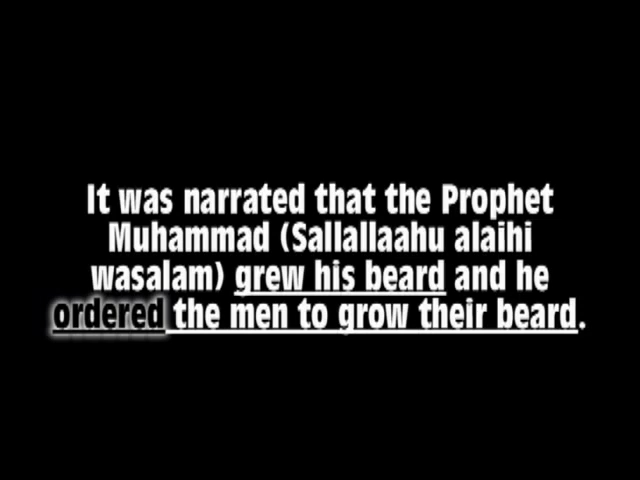 It was narrated that the Prophet
Muhammad (Sallallaahu alaihi
wasalam) grew his beard and he
ordered the men to grow their beard.